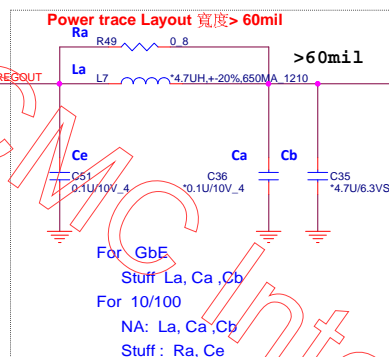 Power trace Layout 寬度> 60mil
Ra
R49 0_8
>60mil
La
REGOUT L7 *4.7UH,+-20%,650MA_1210
Ce Ca Cb
C51 C36 C35
0.1U/10V_4 *0.1U/10V_4 *4.7U/6.3VS
For GbE
Stuff La, Ca ,Cb
For 10/100
NA: La, Ca ,Cb
Stuff : Ra, Ce